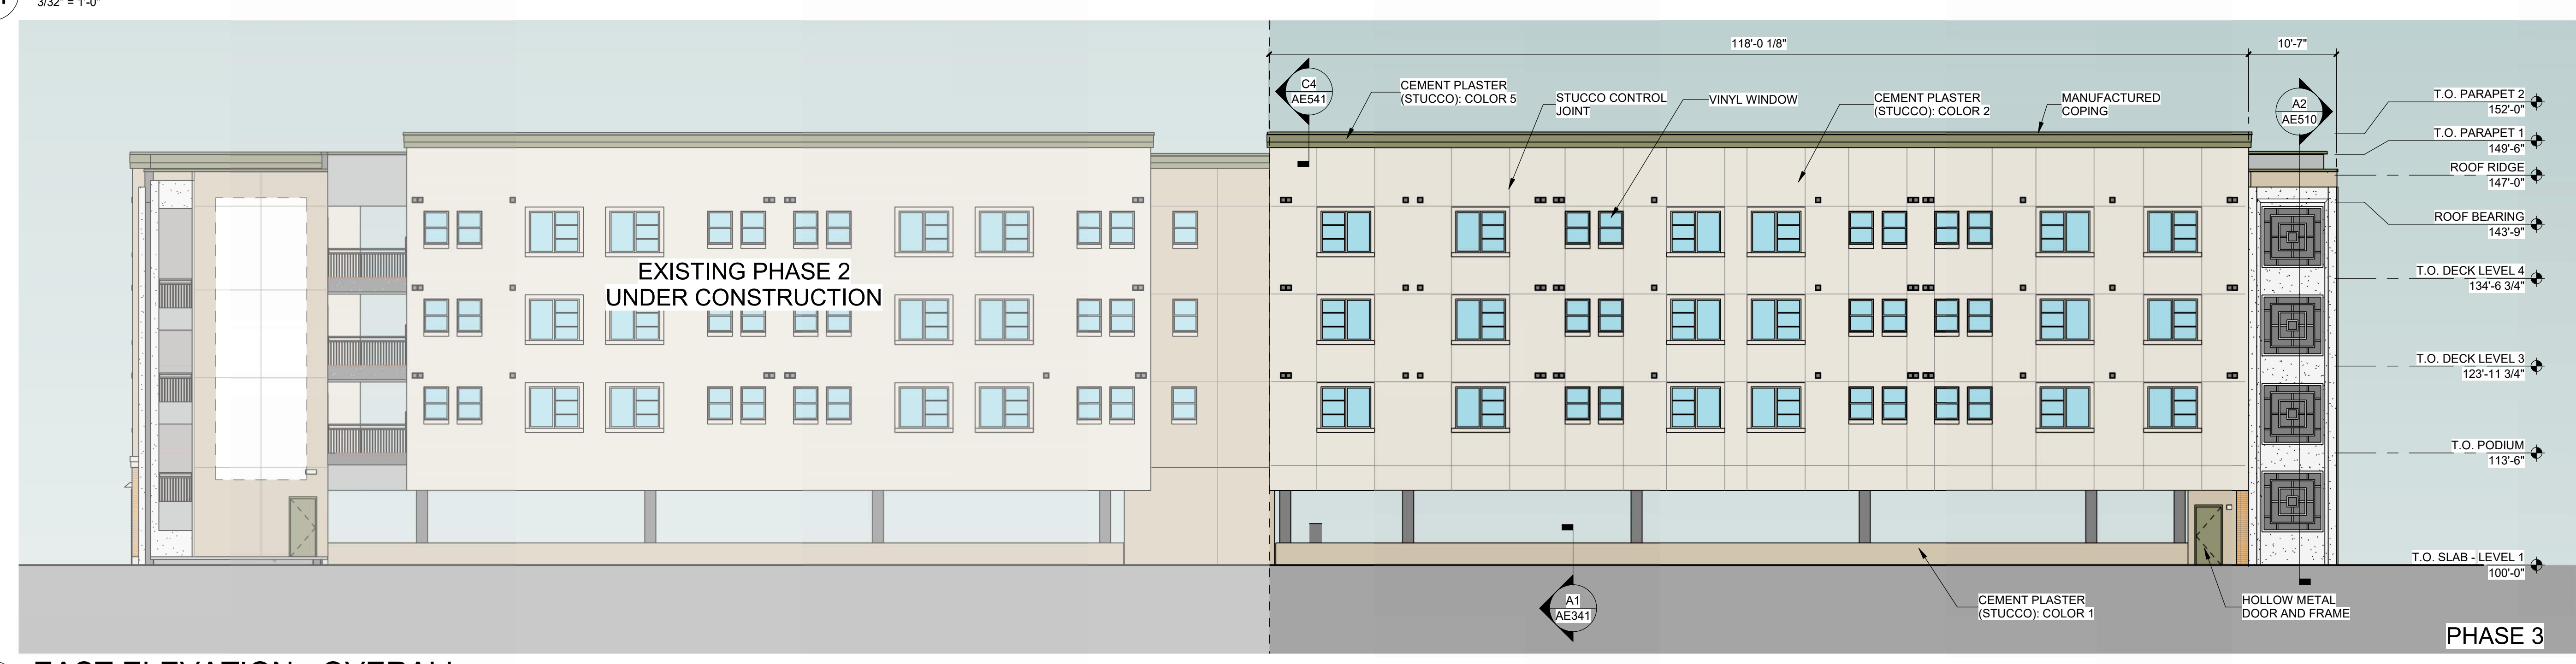 3/32" = 1'-0"
118'-0 1/8"
10'-7"
C4
AE541
CEMENT PLASTER
(STUCCO): COLOR 5
STUCCO CONTROL
JOINT
VINYL WINDOW
CEMENT PLASTER
(STUCCO): COLOR 2
MANUFACTURED
COPING
A2
AE510
T.O. PARAPET 2
152'-0"
T.O. PARAPET 1
149'-6"
ROOF RIDGE
147'-0"
ROOF BEARING
143'-9"
T.O. DECK LEVEL 4
134'-6 3/4"
T.O. DECK LEVEL 3
123'-11 3/4"
T.O. PODIUM
113'-6"
T.O. SLAB - LEVEL 1
100'-0"
EXISTING PHASE 2
UNDER CONSTRUCTION
A1
AE341
CEMENT PLASTER
(STUCCO): COLOR 1
HOLLOW METAL
DOOR AND FRAME
PHASE 3
EAST ELEVATION - OVERALL